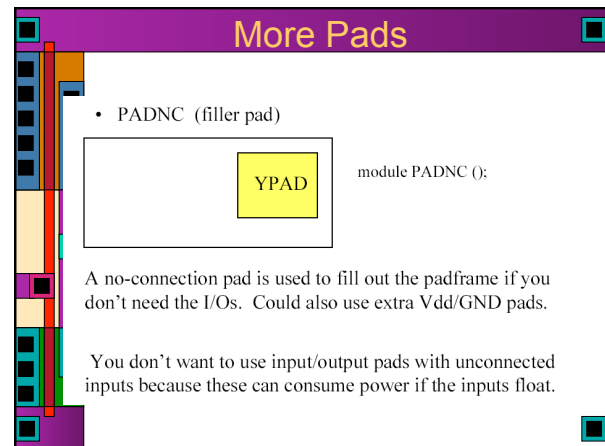 More Pads
• PADNC (filler pad)
YPAD
module PADNC ();
A no-connection pad is used to fill out the padframe if you
don’t need the I/Os. Could also use extra Vdd/GND pads.
You don’t want to use input/output pads with unconnected
inputs because these can consume power if the inputs float.